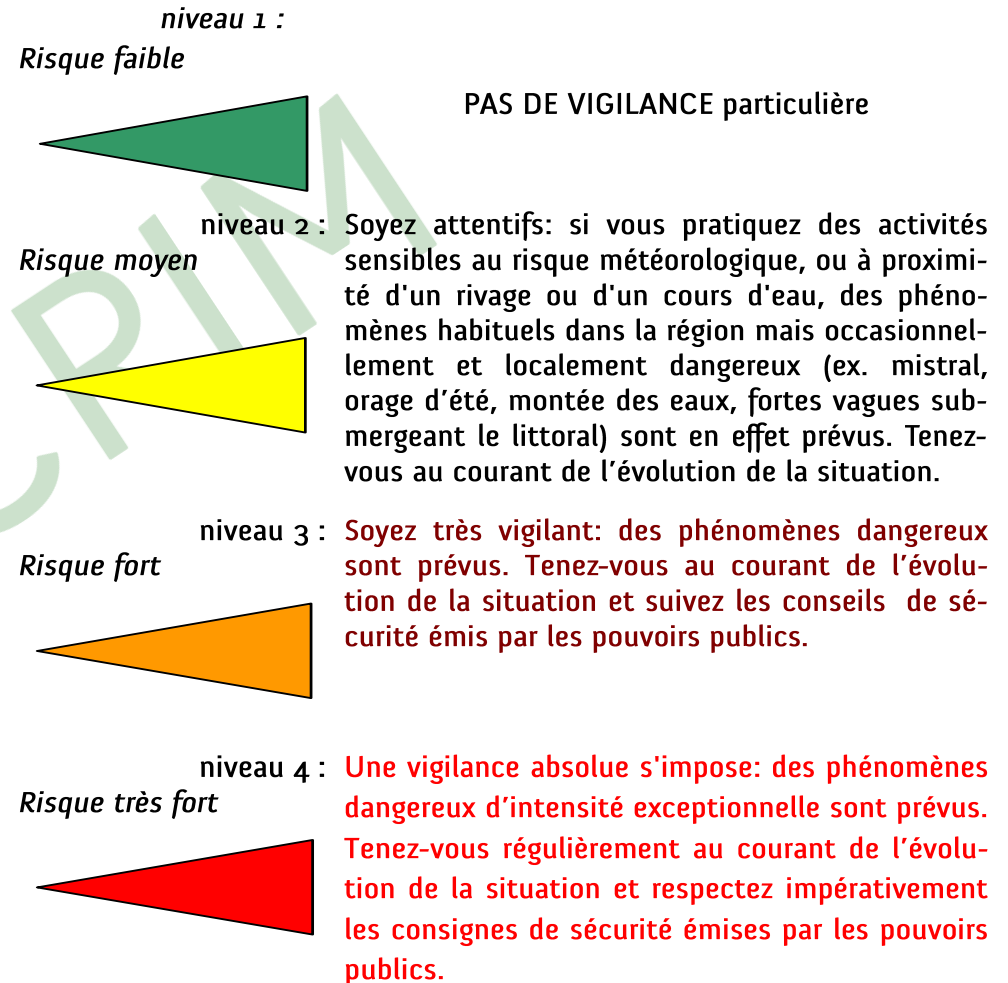 niveau 1 :
Risque faible
PAS DE VIGILANCE particulière
niveau 2 :
Risque moyen
Soyez attentifs: si vous pratiquez des activités
sensibles au risque météorologique, ou à proximi-
té d'un rivage ou d'un cours d'eau, des phéno-
mènes habituels dans la région mais occasionnel-
lement et localement dangereux (ex. mistral,
orage d’été, montée des eaux, fortes vagues sub-
mergeant le littoral) sont en effet prévus. Tenez-
vous au courant de l’évolution de la situation.
niveau 3 :
Risque fort
Soyez très vigilant: des phénomènes dangereux
sont prévus. Tenez-vous au courant de l’évolu-
tion de la situation et suivez les conseils de sé-
curité émis par les pouvoirs publics.
niveau 4 :
Risque très fort
Une vigilance absolue s'impose: des phénomènes
dangereux d’intensité exceptionnelle sont prévus.
Tenez-vous régulièrement au courant de l’évolu-
tion de la situation et respectez impérativement
les consignes de sécurité émises par les pouvoirs
publics.
CRIM